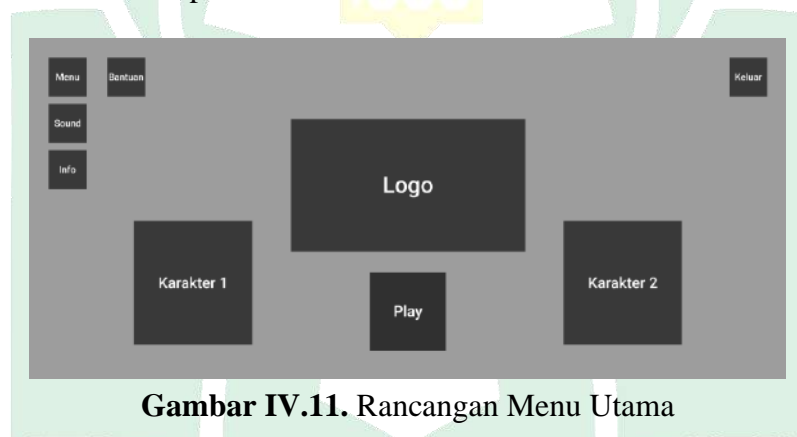 Menu Bantuan Keluar
Sound
Info
Logo
Karakter 1 Karakter 2
Play
Gambar IV.11. Rancangan Menu Utama